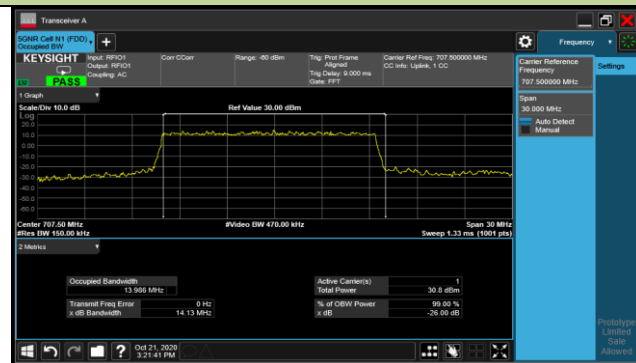 Transceiver A
5GNR Cell N1 (FDD)
Occupied BW
Frequency
KEYSIGHT
PASS
Input: RFIO1
Output: RFIO1
Coupling: AC
Corr CCorr
Range: -60 dBm
Trig: Prot Frame
Aligned
Trig Delay: 9.000 ms
Gate: FFT
Carrier Ref Freq: 707.500000 MHz
CC Info: Uplink, 1 CC
Carrier Reference
Frequency
707.500000 MHz
Settings
Span
30.000 MHz
Auto Detect
Manual
1 Graph
Scale/Div 10.0 dB
Ref Value 30.00 dBm
Log
20.0
10.0
0.00
-10.0
-20.0
-30.0
-40.0
-50.0
-60.0
Center 707.50 MHz
#Video BW 470.00 kHz
Span 30 MHz
#Res BW 150.00 kHz
Sweep 1.33 ms (1001 pts)
2 Metrics
Occupied Bandwidth
13.986 MHz
Active Carrier(s) 1
Total Power 30.8 dBm
Transmit Freq Error 0 Hz
x dB Bandwidth 14.13 MHz
% of OBW Power 99.00 %
x dB -26.00 dB
Prototype
Limited
Sale
Allowed
Oct 21, 2020
3:21:41 PM